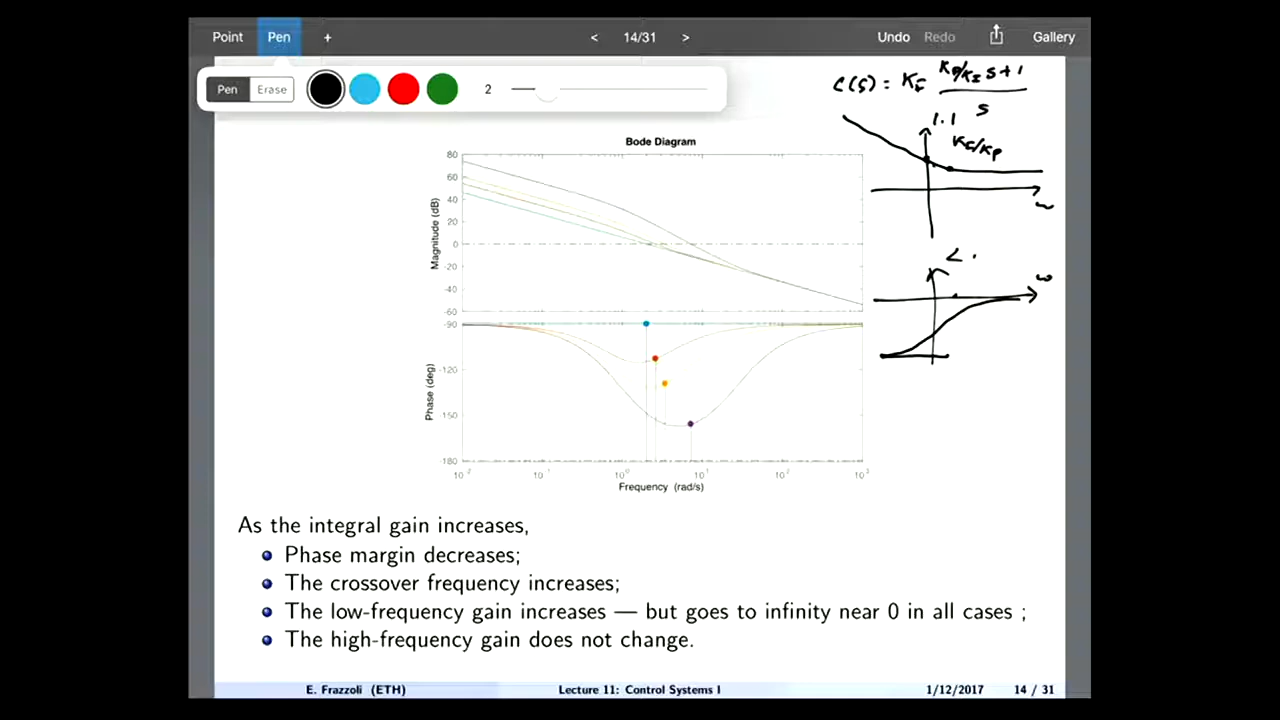 Point Pen + < 14/31 > Undo Redo Gallery
Pen Erase 2
C(s) = K_I (K_P/K_I s + 1) / s
|.|
K_I/K_P
ω
Bode Diagram
80
60
40
20
0
-20
-40
-60
Magnitude (dB)
∠ .
ω
-90
-120
-150
-180
Phase (deg)
10^-2 10^-1 10^0 10^1 10^2 10^3
Frequency (rad/s)
As the integral gain increases,
Phase margin decreases;
The crossover frequency increases;
The low-frequency gain increases — but goes to infinity near 0 in all cases ;
The high-frequency gain does not change.
E. Frazzoli (ETH) Lecture 11: Control Systems I 1/12/2017 14 / 31